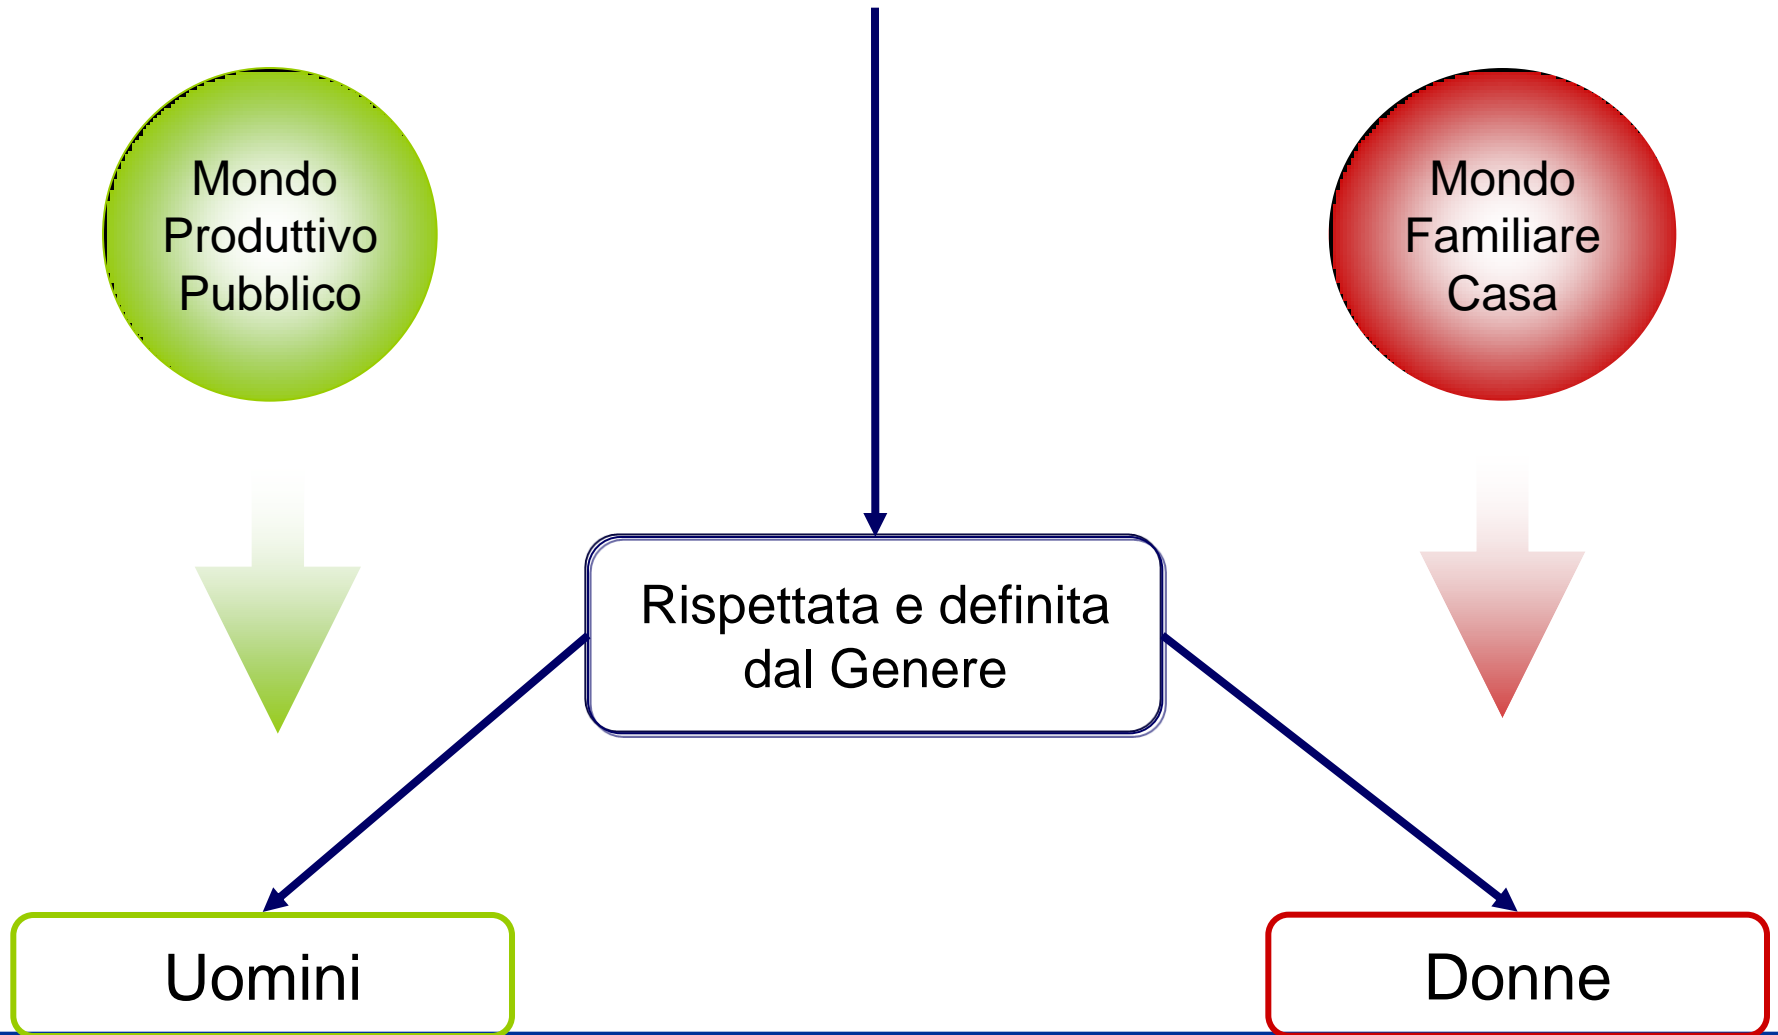 Mondo
Produttivo
Pubblico
Mondo
Familiare
Casa
Rispettata e definita
dal Genere
Uomini
Donne